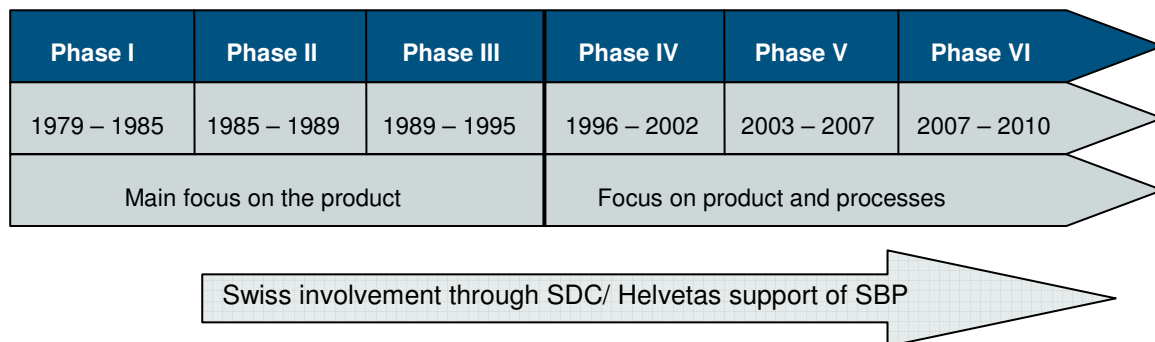 Phase I Phase II Phase III Phase IV Phase V Phase VI
1979 – 1985 1985 – 1989 1989 – 1995 1996 – 2002 2003 – 2007 2007 – 2010
Main focus on the product Focus on product and processes
Swiss involvement through SDC/ Helvetas support of SBP